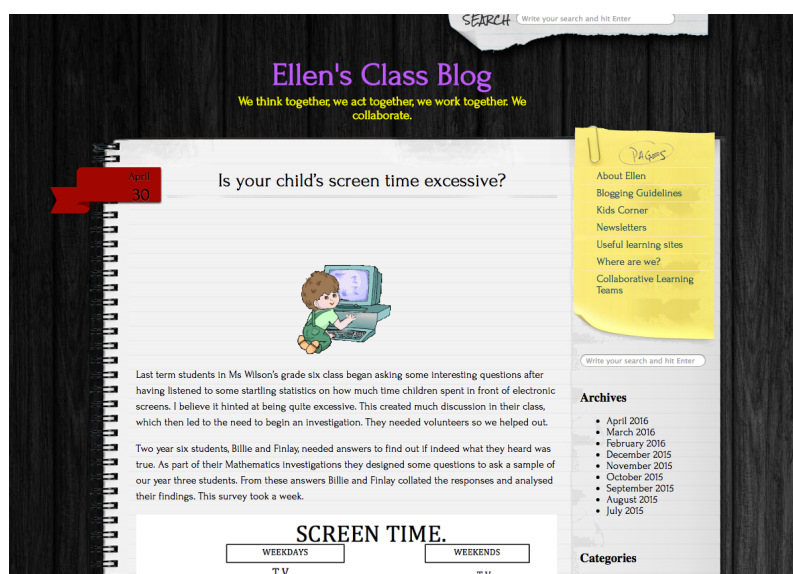 SEARCH Write your search and hit Enter
Ellen's Class Blog
We think together, we act together, we work together. We
collaborate.
April
30
Is your child's screen time excessive?
Last term students in Ms Wilson's grade six class began asking some interesting questions after
having listened to some startling statistics on how much time children spent in front of electronic
screens. I believe it hinted at being quite excessive. This created much discussion in their class,
which then led to the need to begin an investigation. They needed volunteers so we helped out.
Two year six students, Billie and Finlay, needed answers to find out if indeed what they heard was
true. As part of their Mathematics investigations they designed some questions to ask a sample of
our year three students. From these answers Billie and Finlay collated the responses and analysed
their findings. This survey took a week.
SCREEN TIME.
WEEKDAYS WEEKENDS
T.V. T.V.
PAGES
About Ellen
Blogging Guidelines
Kids Corner
Newsletters
Useful learning sites
Where are we?
Collaborative Learning
Teams
Write your search and hit Enter
Archives
April 2016
March 2016
February 2016
December 2015
November 2015
October 2015
September 2015
August 2015
July 2015
Categories